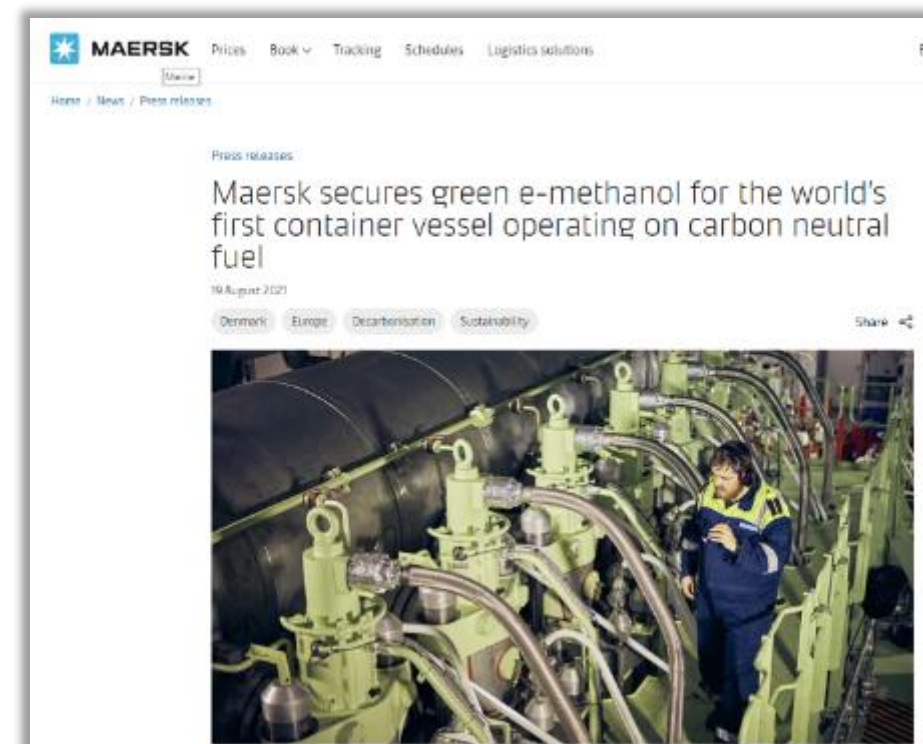 MAERSK Prices Book Tracking Schedules Logistics solutions
Home / News / Press releases
Press releases
Maersk secures green e-methanol for the world's
first container vessel operating on carbon neutral
fuel
19 August 2021
Denmark Europe Decarbonisation Sustainability Share